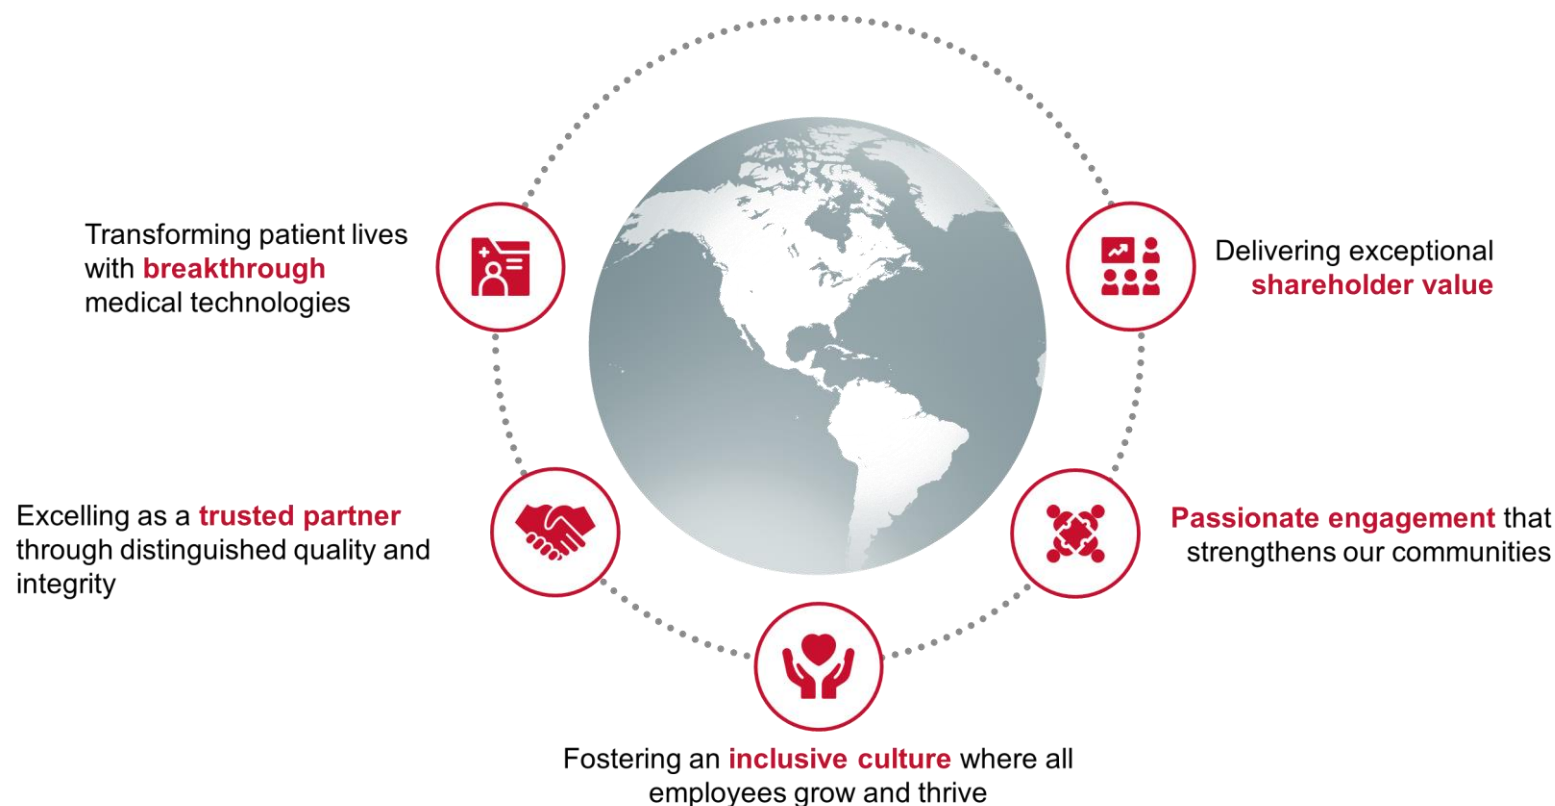 Transforming patient lives
with breakthrough
medical technologies
Delivering exceptional
shareholder value
Excelling as a trusted partner
through distinguished quality and
integrity
Passionate engagement that
strengthens our communities
Fostering an inclusive culture where all
employees grow and thrive